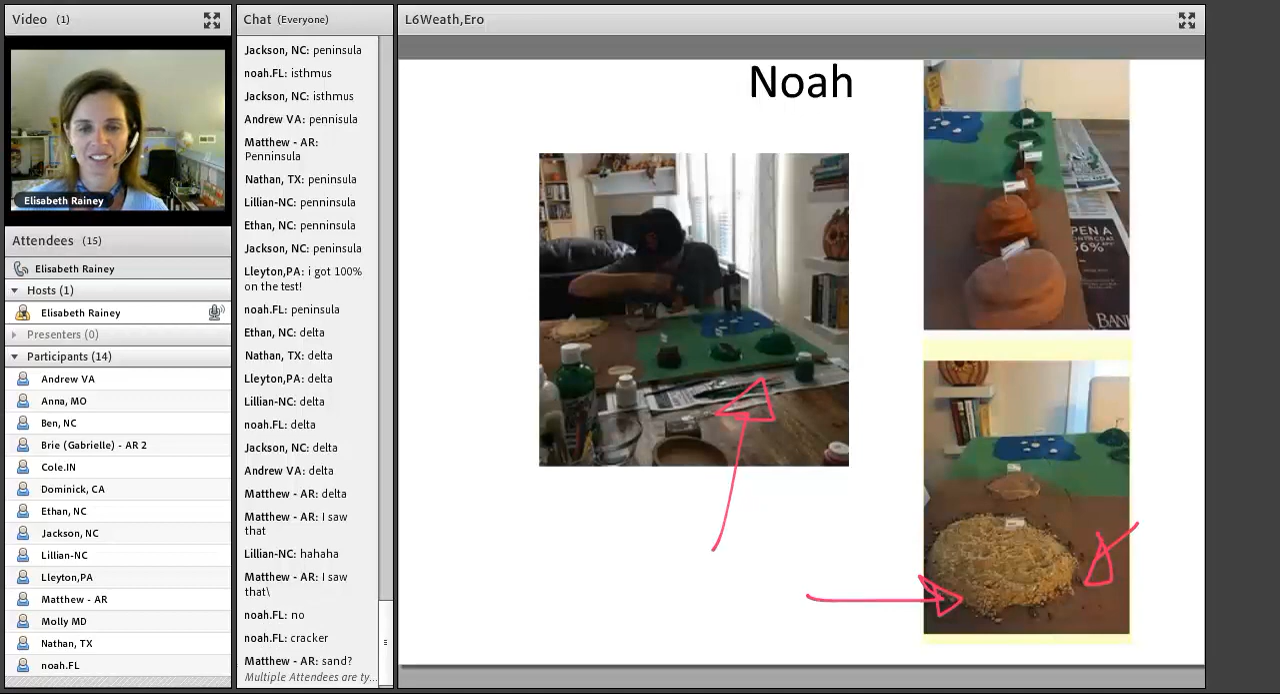 Video (1)
Elisabeth Rainey
Attendees (15)
Elisabeth Rainey
Hosts (1)
Elisabeth Rainey
Presenters (0)
Participants (14)
Andrew VA
Anna, MO
Ben, NC
Brie (Gabrielle) - AR 2
Cole.IN
Dominick, CA
Ethan, NC
Jackson, NC
Lillian-NC
Lleyton,PA
Matthew - AR
Molly MD
Nathan, TX
noah.FL
Chat (Everyone)
Jackson, NC: peninsula
noah.FL: isthmus
Jackson, NC: isthmus
Andrew VA: pennisula
Matthew - AR:
Penninsula
Nathan, TX: peninsula
Lillian-NC: penninsula
Ethan, NC: penninsula
Jackson, NC: peninsula
Lleyton,PA: i got 100%
on the test!
noah.FL: peninsula
Ethan, NC: delta
Nathan, TX: delta
Lleyton,PA: delta
Lillian-NC: delta
noah.FL: delta
Jackson, NC: delta
Andrew VA: delta
Matthew - AR: delta
Matthew - AR: I saw
that
Lillian-NC: hahaha
Matthew - AR: I saw
that\
noah.FL: no
noah.FL: cracker
Matthew - AR: sand?
Multiple Attendees are ty...
L6Weath,Ero
Noah
PEN A
BAN